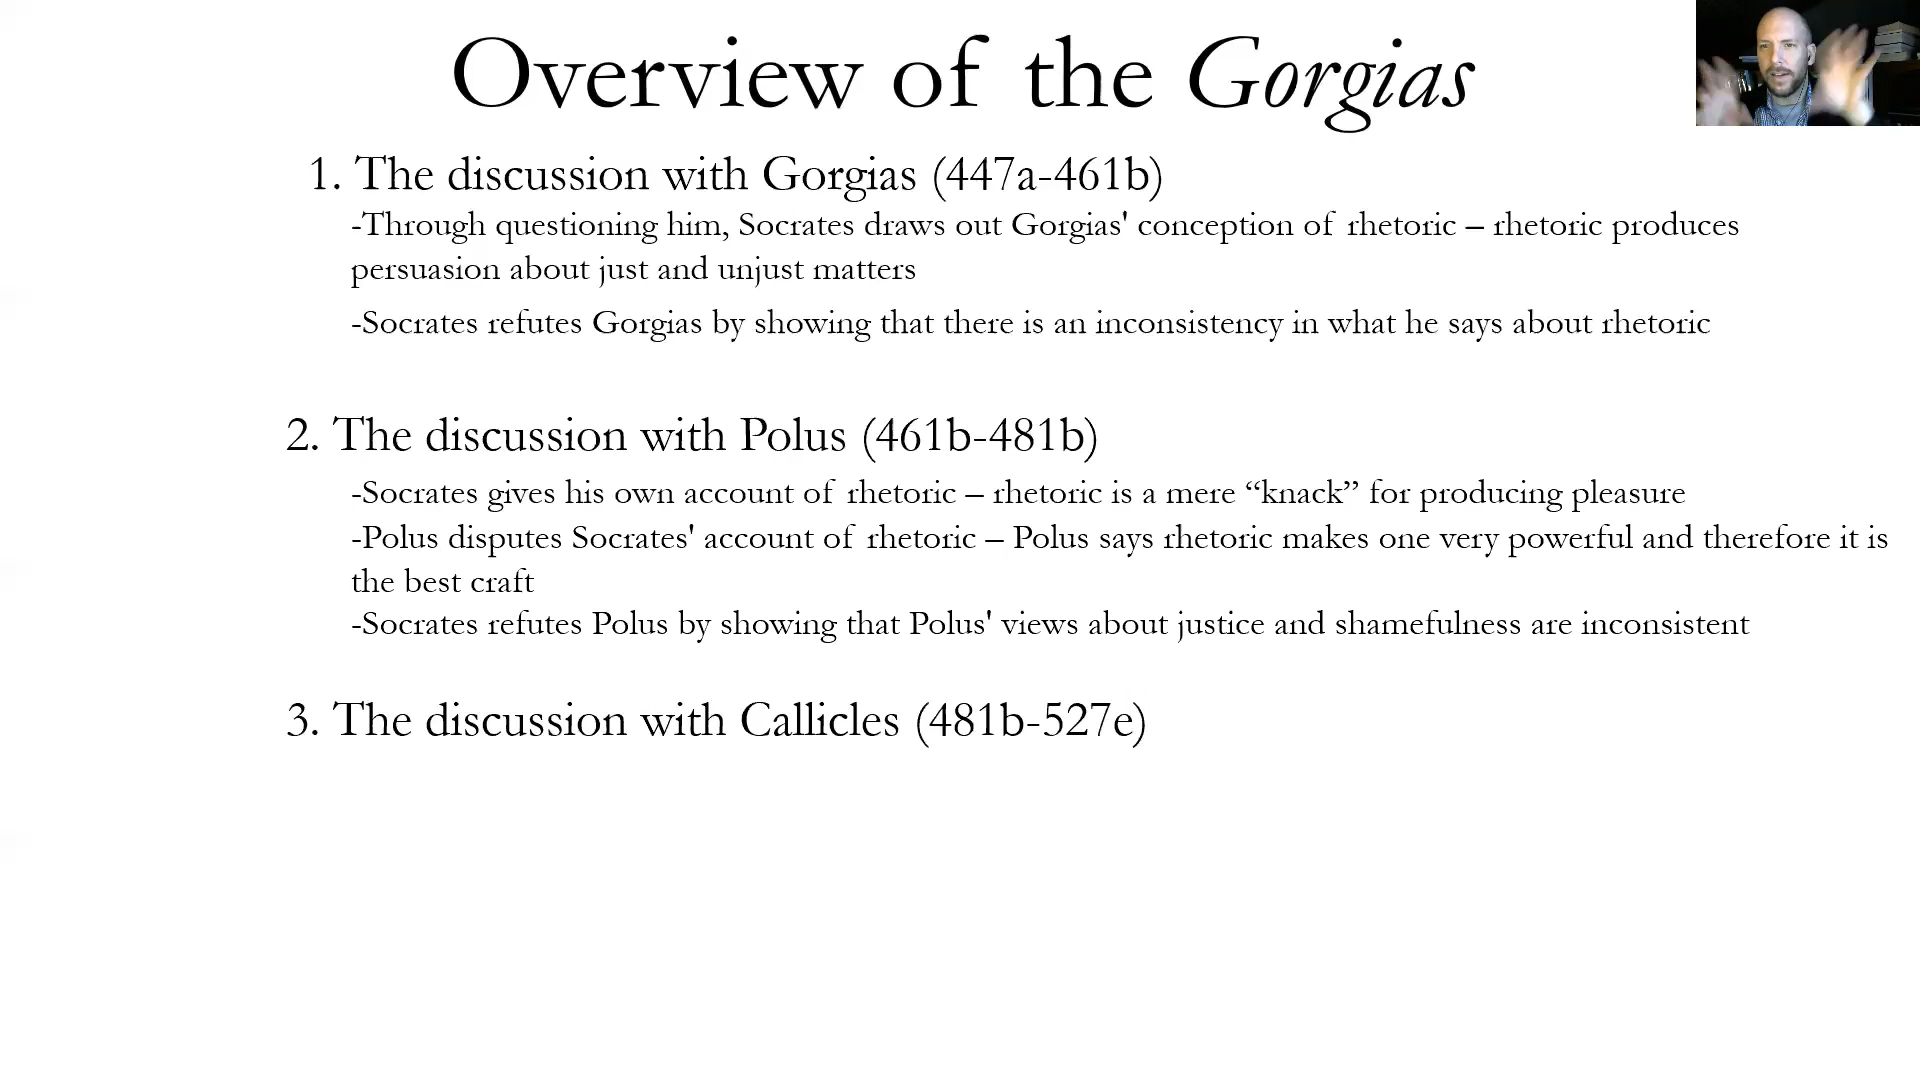 Overview of the Gorgias
1. The discussion with Gorgias (447a-461b)
-Through questioning him, Socrates draws out Gorgias' conception of rhetoric – rhetoric produces
persuasion about just and unjust matters
-Socrates refutes Gorgias by showing that there is an inconsistency in what he says about rhetoric
2. The discussion with Polus (461b-481b)
-Socrates gives his own account of rhetoric – rhetoric is a mere “knack” for producing pleasure
-Polus disputes Socrates' account of rhetoric – Polus says rhetoric makes one very powerful and therefore it is
the best craft
-Socrates refutes Polus by showing that Polus' views about justice and shamefulness are inconsistent
3. The discussion with Callicles (481b-527e)